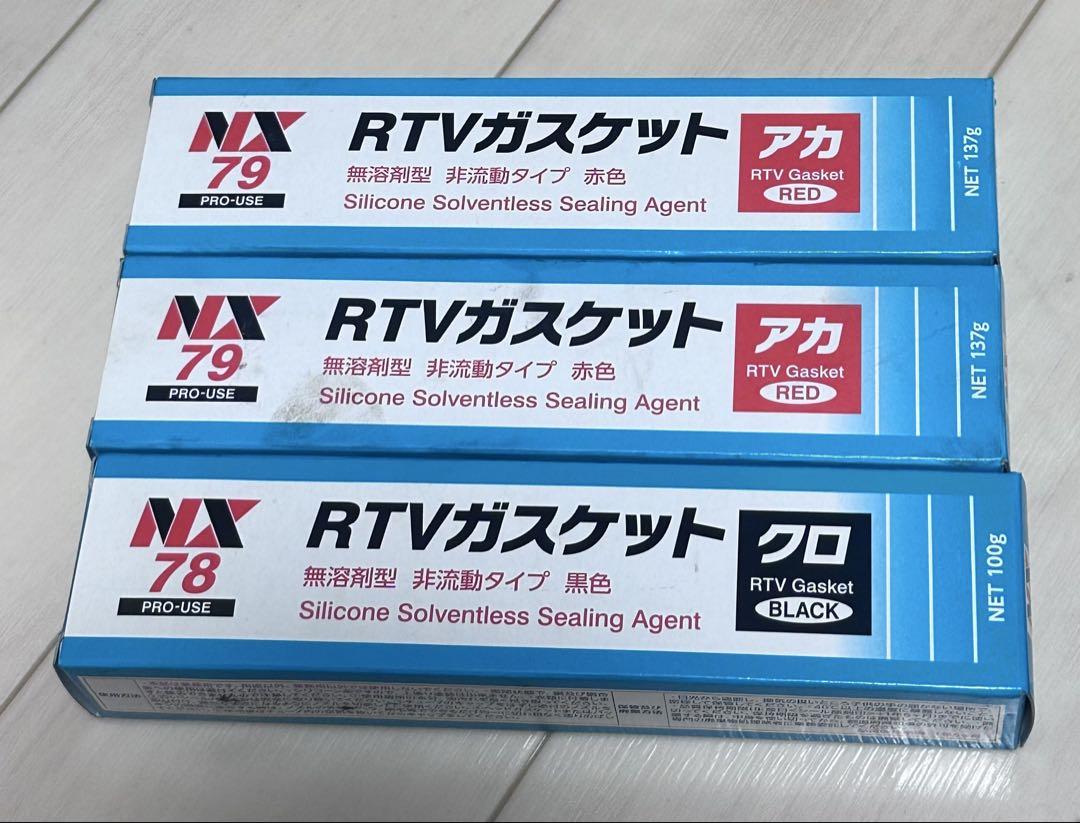 NX
79
PRO-USE
RTVガスケット
無溶剤型 非流動タイプ 赤色
Silicone Solventless Sealing Agent
アカ
RTV Gasket
RED
NET 137g
NX
79
PRO-USE
RTVガスケット
無溶剤型 非流動タイプ 赤色
Silicone Solventless Sealing Agent
アカ
RTV Gasket
RED
NET 137g
NX
78
PRO-USE
RTVガスケット
無溶剤型 非流動タイプ 黒色
Silicone Solventless Sealing Agent
クロ
RTV Gasket
BLACK
NET 100g